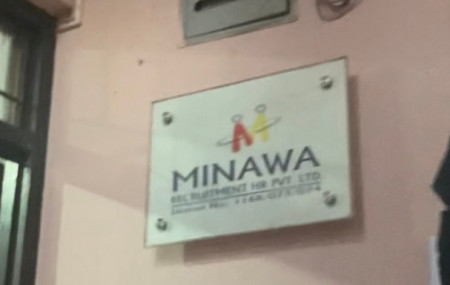 MINAWA
RECRUITMENT HR PVT. LTD